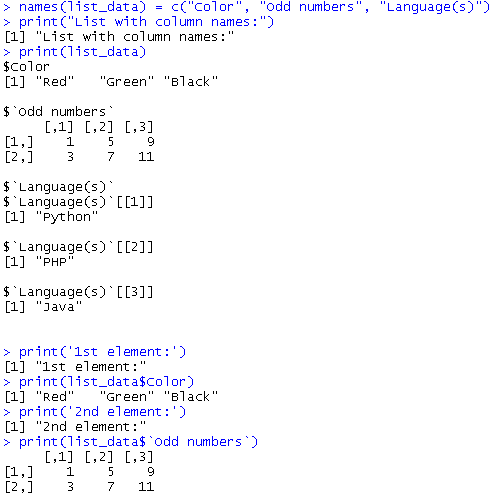 > names(list_data) = c("Color", "Odd numbers", "Language(s)")
> print("List with column names:")
[1] "List with column names:"
> print(list_data)
$Color
[1] "Red"   "Green" "Black"

$`Odd numbers`
     [,1] [,2] [,3]
[1,]    1    5    9
[2,]    3    7   11

$`Language(s)`
$`Language(s)`[[1]]
[1] "Python"

$`Language(s)`[[2]]
[1] "PHP"

$`Language(s)`[[3]]
[1] "Java"


> print('1st element:')
[1] "1st element:"
> print(list_data$Color)
[1] "Red"   "Green" "Black"
> print('2nd element:')
[1] "2nd element:"
> print(list_data$`Odd numbers`)
     [,1] [,2] [,3]
[1,]    1    5    9
[2,]    3    7   11